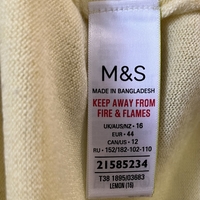 M&S
MADE IN BANGLADESH
KEEP AWAY FROM
FIRE & FLAMES
UK/AUS/NZ • 16
EUR • 44
CAN/US • 12
RU • 152/182-102-110
21585234
T38 1895/03683
LEMON (16)